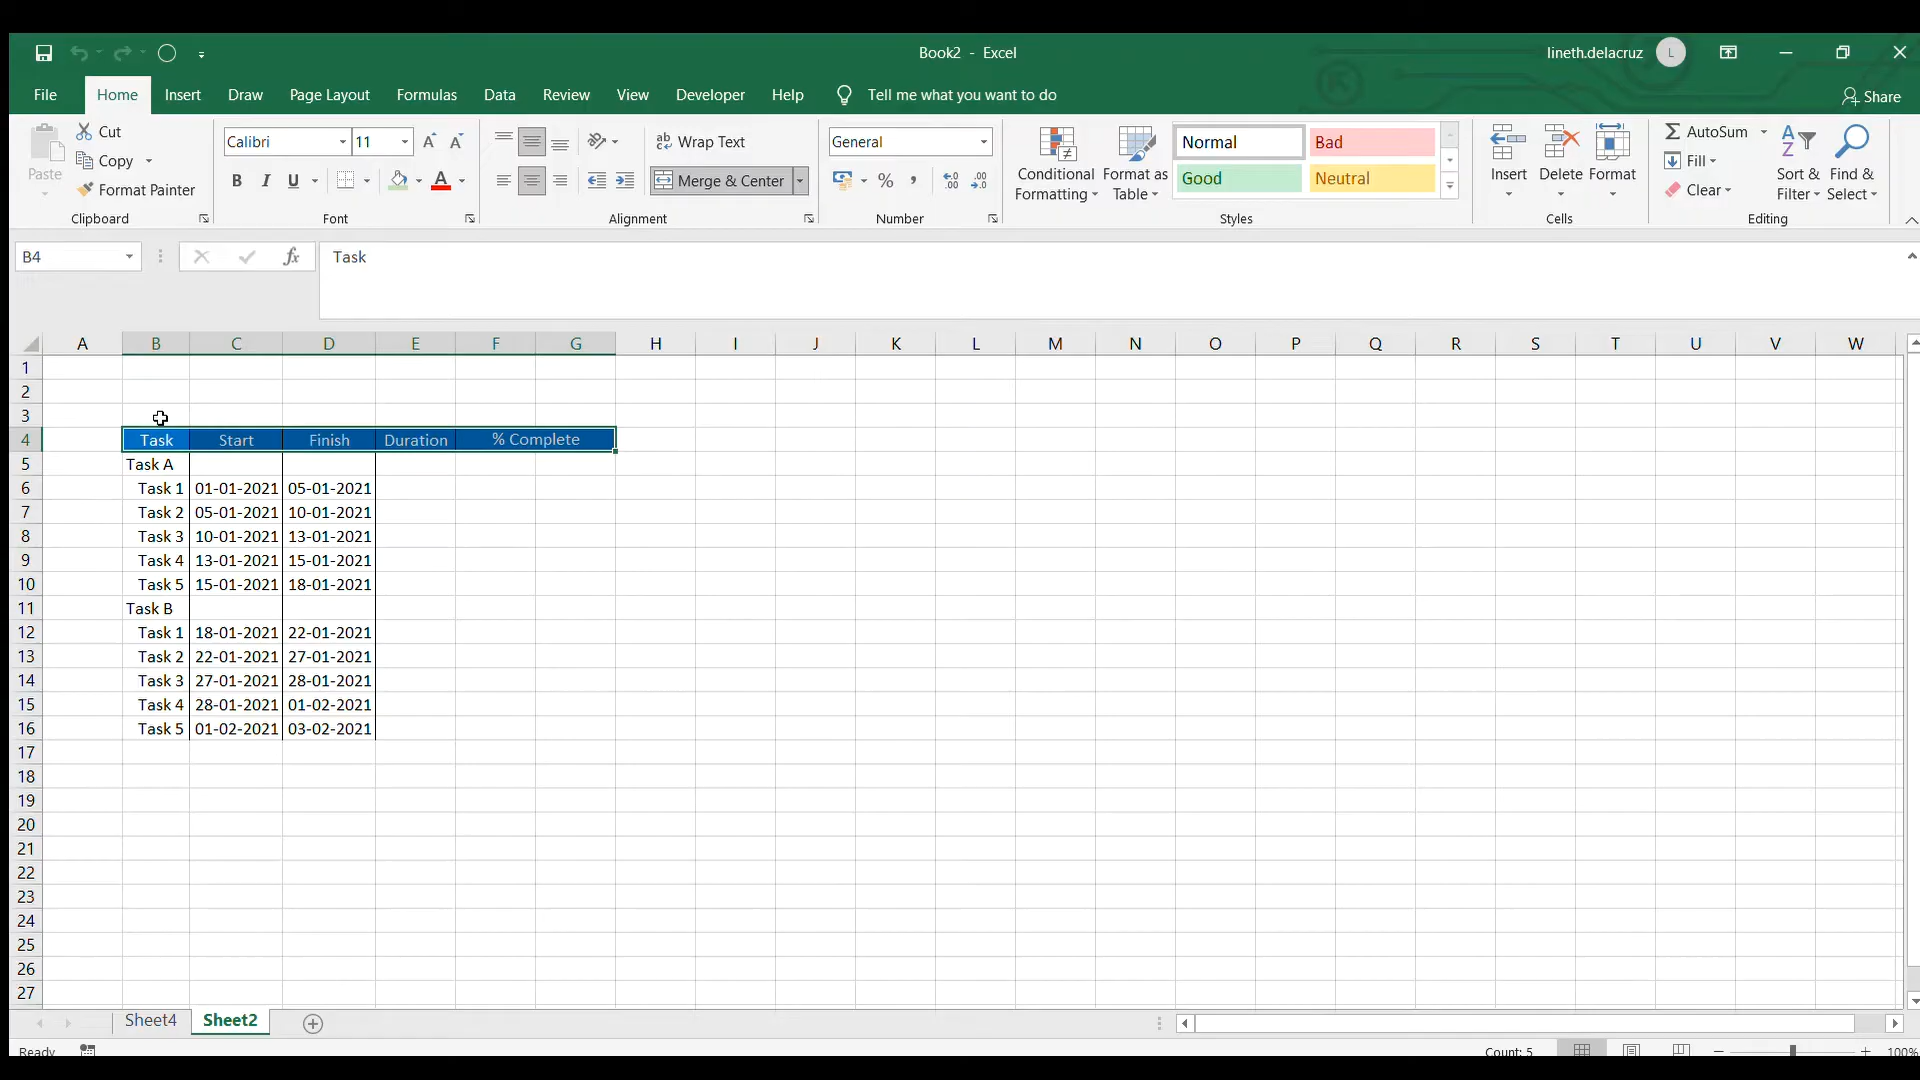 Book2 - Excel
lineth.delacruz L
File Home Insert Draw Page Layout Formulas Data Review View Developer Help Tell me what you want to do Share
Paste
Cut
Copy
Format Painter
Clipboard
Calibri 11 A A
B I U A
Font
ab Wrap Text
Merge & Center
Alignment
General
% , .00
Number
Conditional Formatting
Format as Table
Normal Bad
Good Neutral
Styles
Insert Delete Format
Cells
AutoSum
Fill
Clear
Sort & Filter
Find & Select
Editing
B4 fx Task
A B C D E F G H I J K L M N O P Q R S T U V W
1
2
3
4 Task Start Finish Duration % Complete
5 Task A
6 Task 1 01-01-2021 05-01-2021
7 Task 2 05-01-2021 10-01-2021
8 Task 3 10-01-2021 13-01-2021
9 Task 4 13-01-2021 15-01-2021
10 Task 5 15-01-2021 18-01-2021
11 Task B
12 Task 1 18-01-2021 22-01-2021
13 Task 2 22-01-2021 27-01-2021
14 Task 3 27-01-2021 28-01-2021
15 Task 4 28-01-2021 01-02-2021
16 Task 5 01-02-2021 03-02-2021
17
18
19
20
21
22
23
24
25
26
27
Sheet4 Sheet2
Ready Count: 5 100%